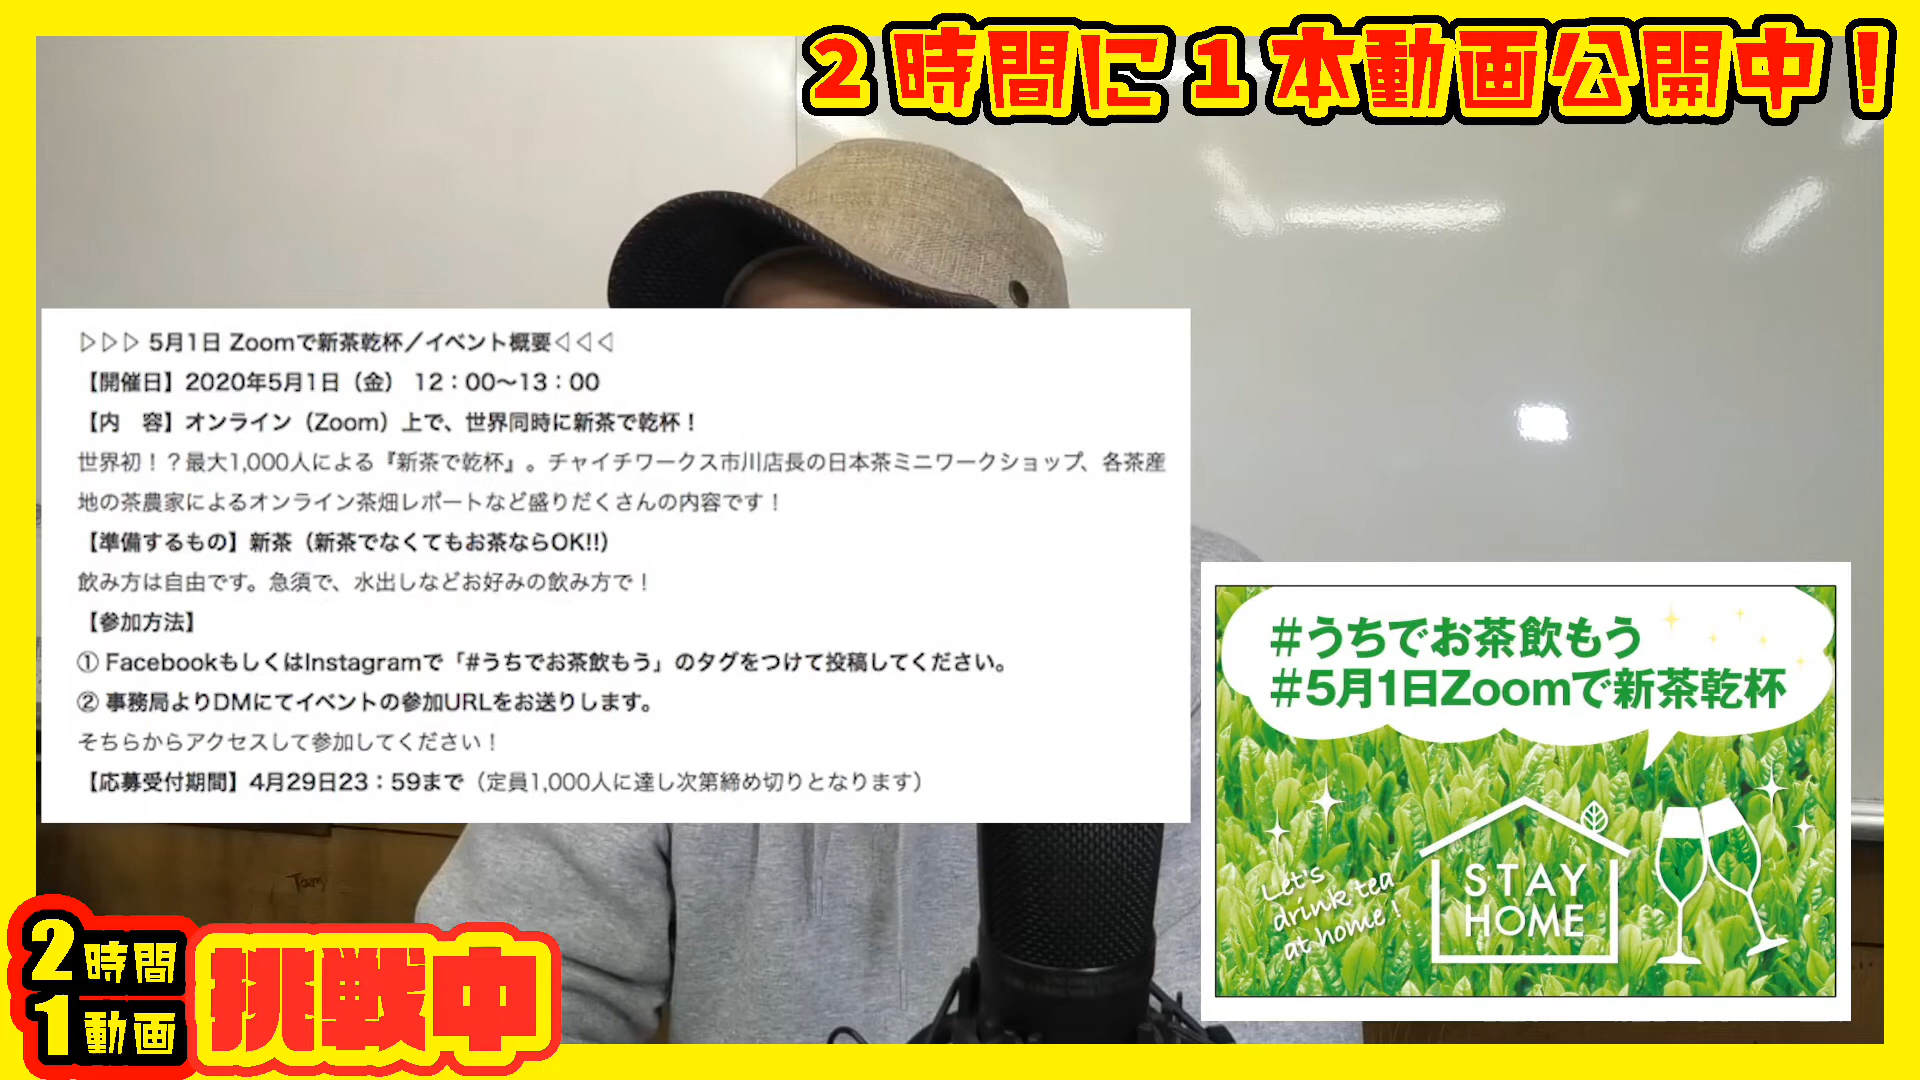 2時間に1本動画公開中！
▷▷▷ 5月1日 Zoomで新茶乾杯／イベント概要◁◁◁
【開催日】2020年5月1日（金） 12：00〜13：00
【内　容】オンライン（Zoom）上で、世界同時に新茶で乾杯！
世界初！？最大1,000人による『新茶で乾杯』。チャイチワークス市川店長の日本茶ミニワークショップ、各茶産
地の茶農家によるオンライン茶畑レポートなど盛りだくさんの内容です！
【準備するもの】新茶（新茶でなくてもお茶ならOK!!）
飲み方は自由です。急須で、水出しなどお好みの飲み方で！
【参加方法】
① FacebookもしくはInstagramで「#うちでお茶飲もう」のタグをつけて投稿してください。
② 事務局よりDMにてイベントの参加URLをお送りします。
そちらからアクセスして参加してください！
【応募受付期間】4月29日23：59まで（定員1,000人に達し次第締め切りとなります）
#うちでお茶飲もう
#5月1日Zoomで新茶乾杯
Let's
drink tea
at home!
STAY
HOME
Tam
2時間
1動画
挑戦中